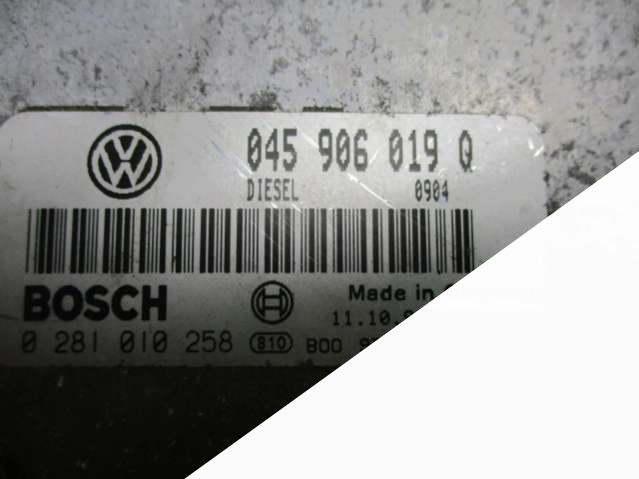 045 906 019 Q
DIESEL 0904
BOSCH
Made in
0 281 010 258 810 B00
11.10.